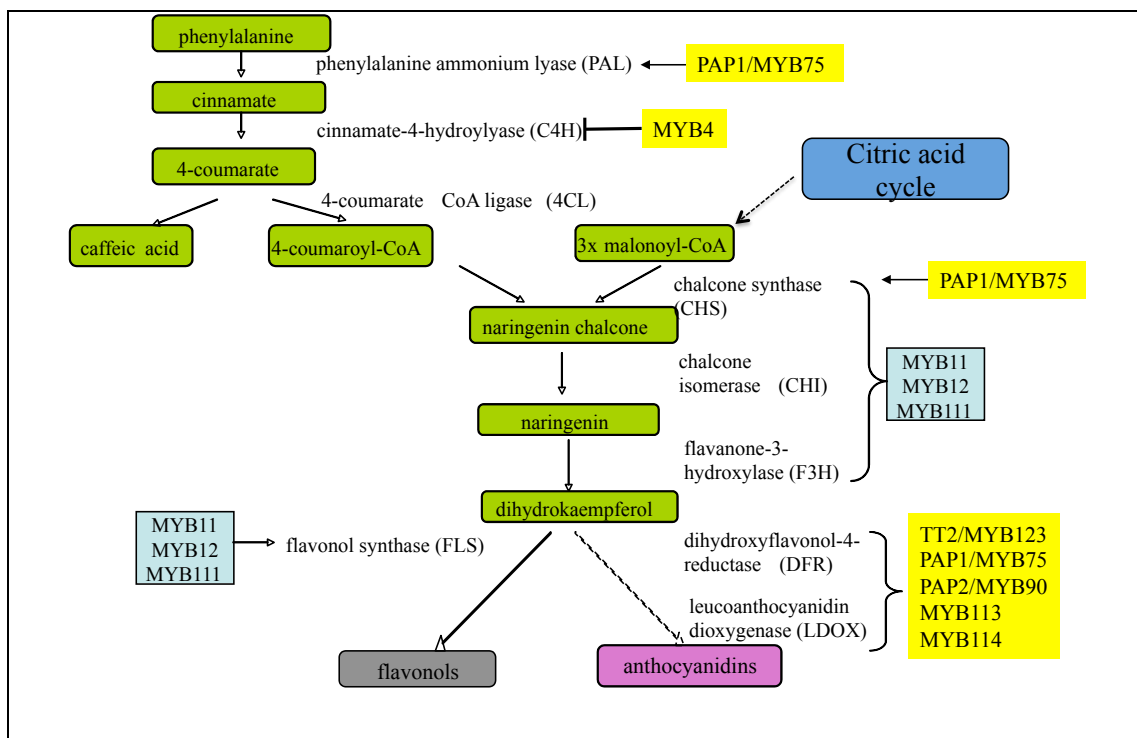 phenylalanine
phenylalanine ammonium lyase (PAL)
PAP1/MYB75
cinnamate
cinnamate-4-hydroylyase (C4H)
MYB4
Citric acid
cycle
4-coumarate
4-coumarate CoA ligase (4CL)
caffeic acid
4-coumaroyl-CoA
3x malonoyl-CoA
chalcone synthase
(CHS)
PAP1/MYB75
naringenin chalcone
chalcone
isomerase (CHI)
MYB11
MYB12
MYB111
naringenin
flavanone-3-
hydroxylase (F3H)
dihydrokaempferol
MYB11
MYB12
MYB111
flavonol synthase (FLS)
dihydroxyflavonol-4-
reductase (DFR)
leucoanthocyanidin
dioxygenase (LDOX)
TT2/MYB123
PAP1/MYB75
PAP2/MYB90
MYB113
MYB114
flavonols
anthocyanidins